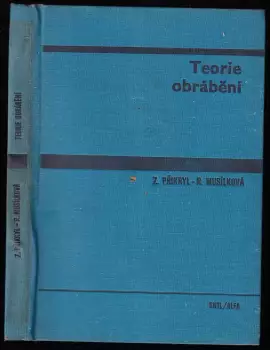 Teorie
obrábění
Z. PŘIKRYL - R. MUSÍLKOVÁ
SNTL/ALFA
Z. PŘIKRYL - R. MUSÍLKOVÁ
TEORIE OBRÁBĚNÍ